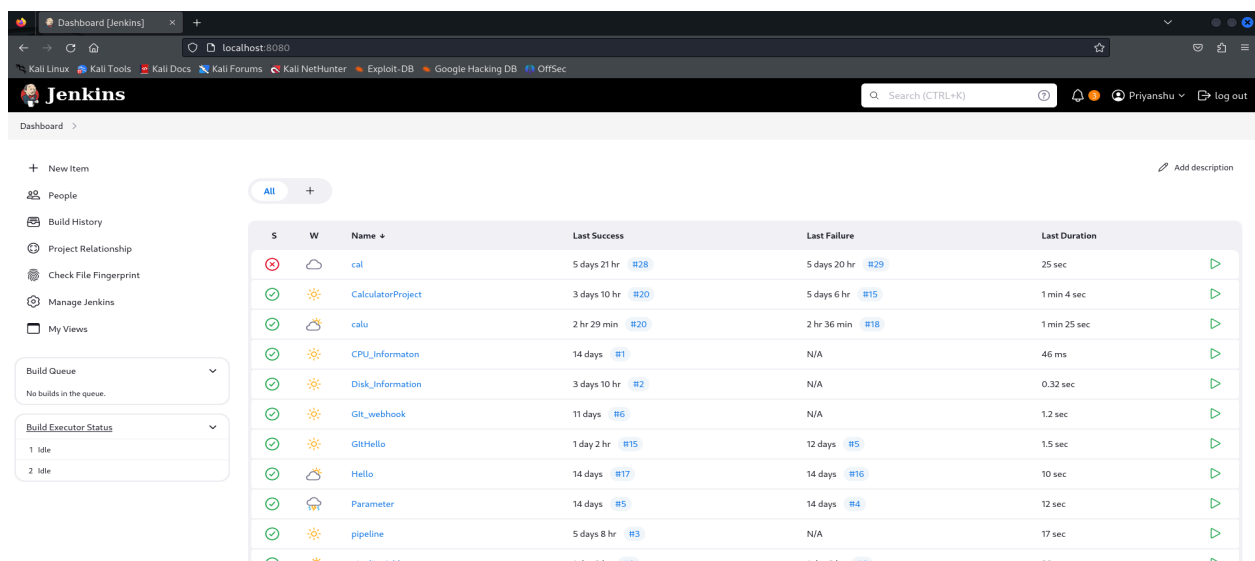 Dashboard [Jenkins]
localhost:8080
Kali Linux Kali Tools Kali Docs Kali Forums Kali NetHunter Exploit-DB Google Hacking DB OffSec
Jenkins Search (CTRL+K) 3 Priyanshu log out
Dashboard
New Item
People
Build History
Project Relationship
Check File Fingerprint
Manage Jenkins
My Views
Build Queue
No builds in the queue.
Build Executor Status
1 Idle
2 Idle
Add description
All +
S W Name ↓ Last Success Last Failure Last Duration
cal 5 days 21 hr #28 5 days 20 hr #29 25 sec
CalculatorProject 3 days 10 hr #20 5 days 6 hr #15 1 min 4 sec
calu 2 hr 29 min #20 2 hr 36 min #18 1 min 25 sec
CPU_Informaton 14 days #1 N/A 46 ms
Disk_Information 3 days 10 hr #2 N/A 0.32 sec
GIt_webhook 11 days #6 N/A 1.2 sec
GItHello 1 day 2 hr #15 12 days #5 1.5 sec
Hello 14 days #17 14 days #16 10 sec
Parameter 14 days #5 14 days #4 12 sec
pipeline 5 days 8 hr #3 N/A 17 sec